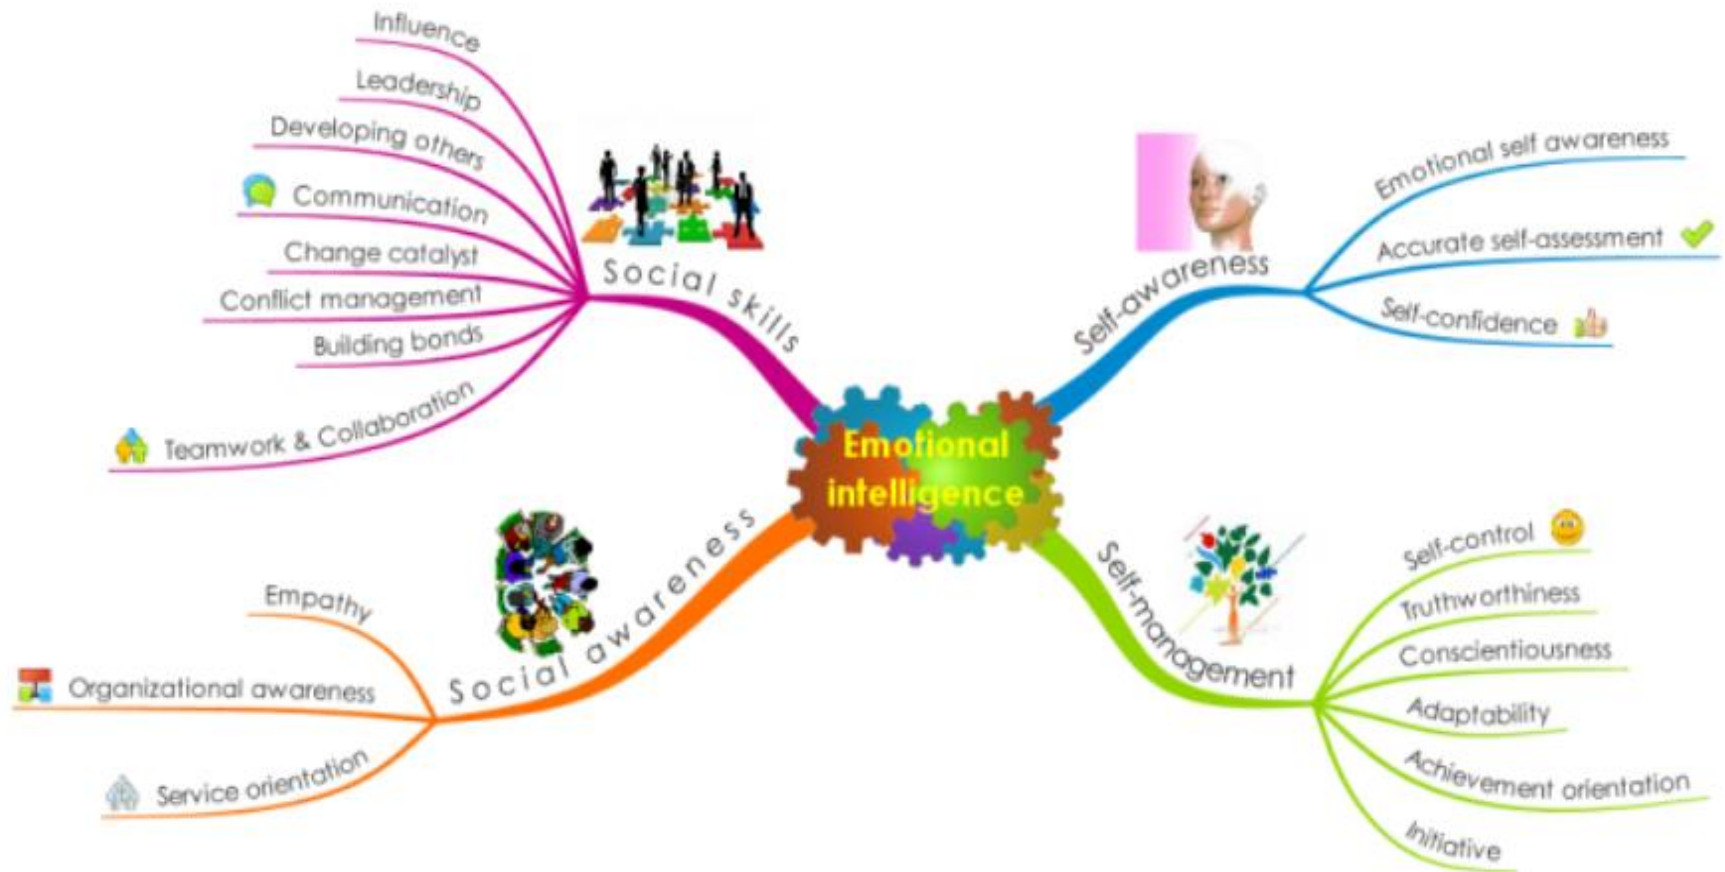 Emotional
intelligence
Social skills
Influence
Leadership
Developing others
Communication
Change catalyst
Conflict management
Building bonds
Teamwork & Collaboration
Self-awareness
Emotional self awareness
Accurate self-assessment
Self-confidence
Social awareness
Empathy
Organizational awareness
Service orientation
Self-management
Self-control
Truthworthiness
Conscientiousness
Adaptability
Achievement orientation
Initiative